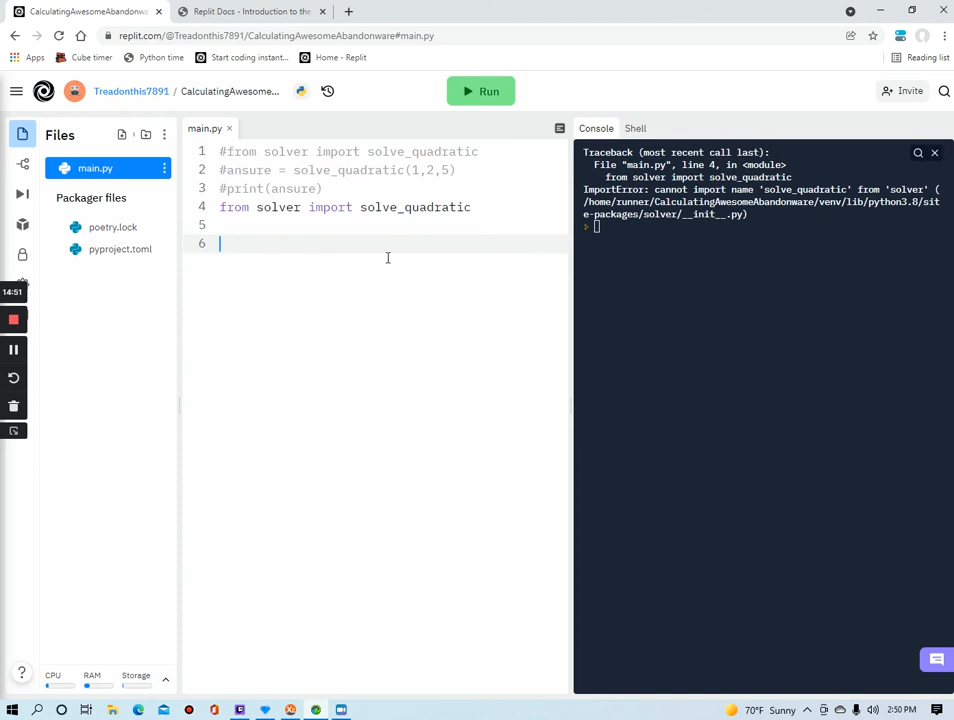 CalculatingAwesomeAbandonwa
Replit Docs - Introduction to the
replit.com/@Treadonthis7891/CalculatingAwesomeAbandonware#main.py
Apps
Cube timer
Python time
Start coding instant...
Home - Replit
Reading list
Treadonthis7891 / CalculatingAwesome...
Run
Invite
Files
main.py
Packager files
poetry.lock
pyproject.toml
main.py
1 #from solver import solve_quadratic
2 #ansure = solve_quadratic(1,2,5)
3 #print(ansure)
4 from solver import solve_quadratic
5
6
Console
Shell
Traceback (most recent call last):
File "main.py", line 4, in <module>
from solver import solve_quadratic
ImportError: cannot import name 'solve_quadratic' from 'solver' (
/home/runner/CalculatingAwesomeAbandonware/venv/lib/python3.8/sit
e-packages/solver/__init__.py)
14:51
?
CPU
RAM
Storage
70°F Sunny
2:50 PM